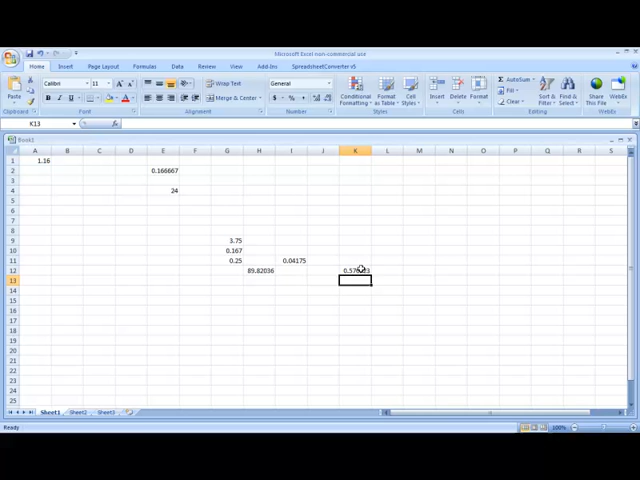 Microsoft Excel non-commercial use
Home Insert Page Layout Formulas Data Review View Add-Ins SpreadsheetConverter v5
Paste
Clipboard
Calibri 11
B I U
Font
Wrap Text
Merge & Center
Alignment
General
$ % ,
Number
Conditional Formatting
Format as Table
Cell Styles
Styles
Insert Delete Format
Cells
AutoSum
Fill
Clear
Sort & Filter
Find & Select
Editing
Share This File
WebEx
WebEx
K13 fx
Book1
A B C D E F G H I J K L M N O P Q R S
1 1.16
2 0.166667
3
4 24
5
6
7
8
9 3.75
10 0.167
11 0.25 0.04175
12 89.82036
13
14
15
16
17
18
19
20
21
22
23
24
25
Sheet1 Sheet2 Sheet3
Ready 100%